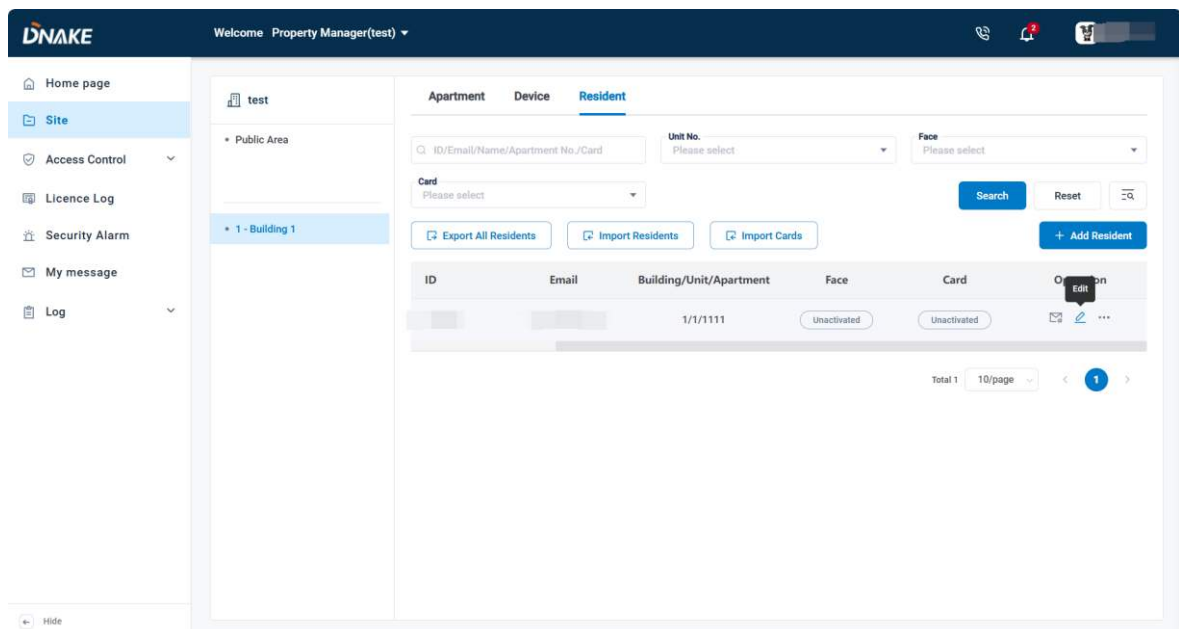 DNAKE
Welcome Property Manager(test)
2
Home page
Site
Access Control
Licence Log
Security Alarm
My message
Log
Hide
test
Public Area
1 - Building 1
Apartment Device Resident
ID/Email/Name/Apartment No./Card
Unit No.
Please select
Face
Please select
Card
Please select
Search Reset
Export All Residents Import Residents Import Cards + Add Resident
ID Email Building/Unit/Apartment Face Card
Edit
1/1/1111 Unactivated Unactivated
Total 1 10/page < 1 >